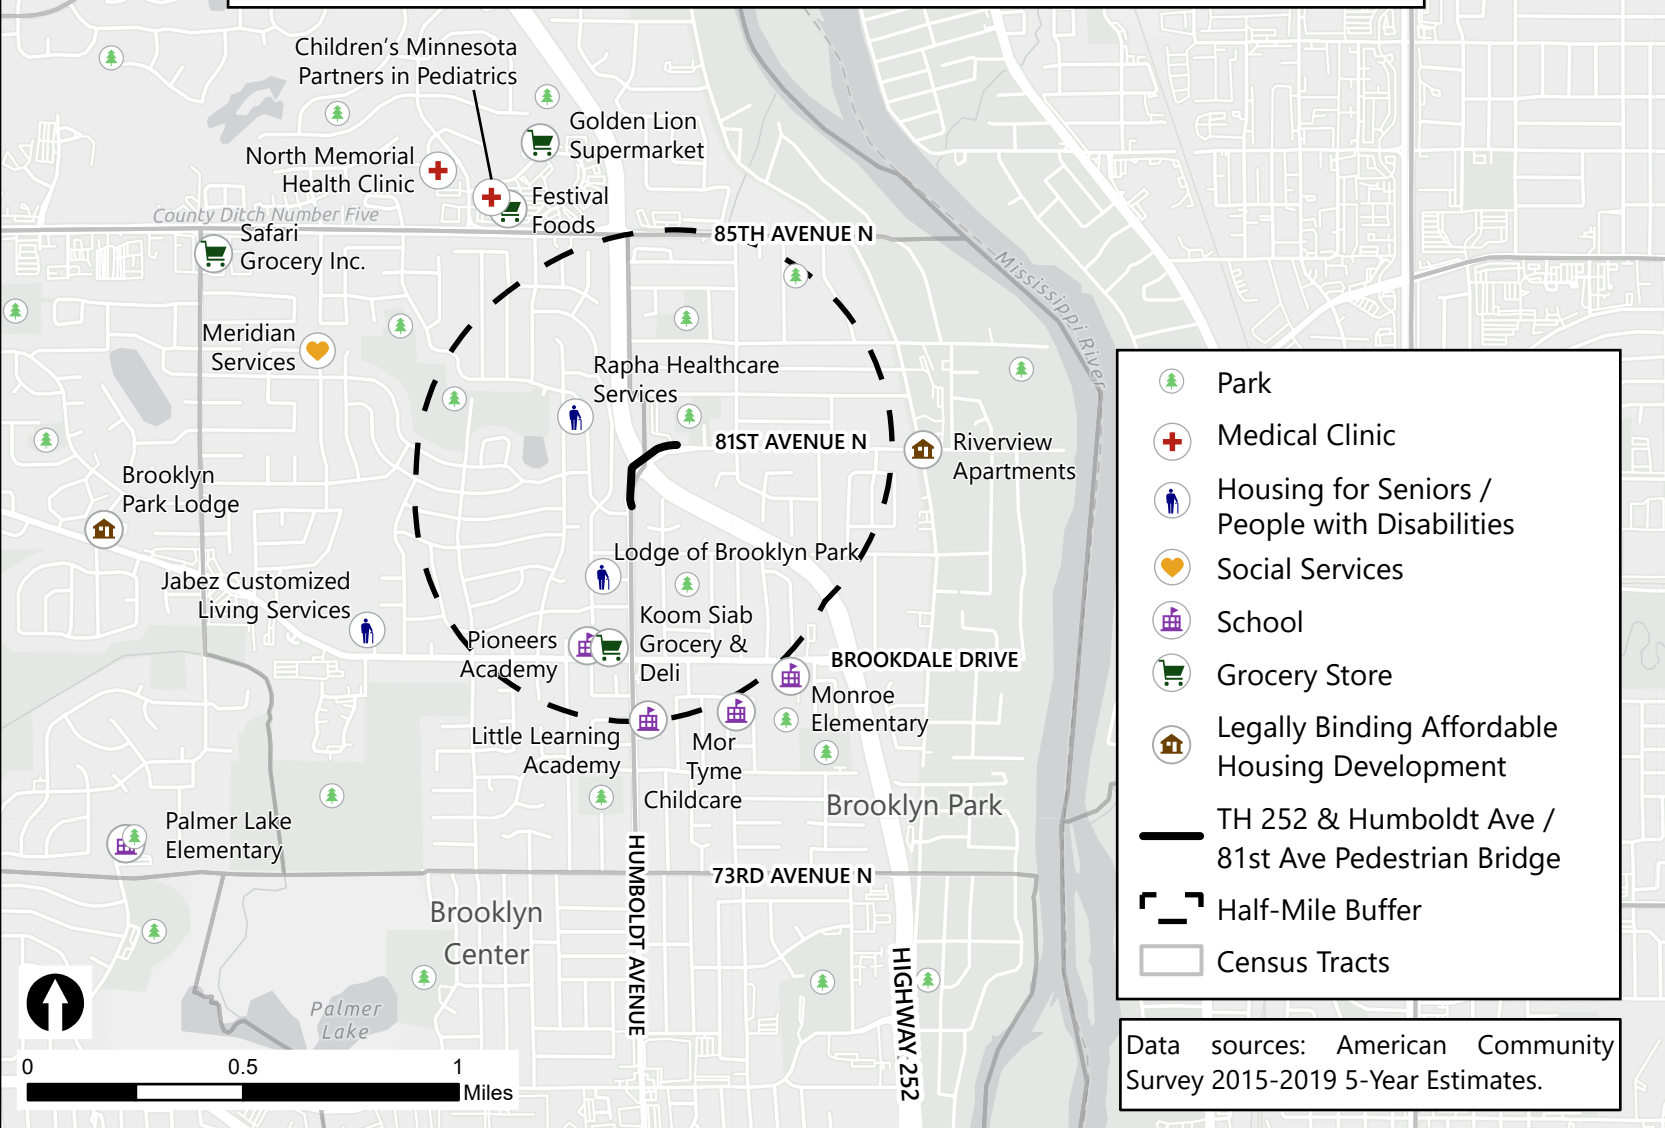 Children's Minnesota
Partners in Pediatrics
Golden Lion
Supermarket
North Memorial
Health Clinic
Festival
Foods
County Ditch Number Five
Safari
Grocery Inc.
85TH AVENUE N
Mississippi River
Meridian
Services
Rapha Healthcare
Services
81ST AVENUE N
Riverview
Apartments
Brooklyn
Park Lodge
Lodge of Brooklyn Park
Jabez Customized
Living Services
Koom Siab
Grocery &
Deli
Pioneers
Academy
BROOKDALE DRIVE
Monroe
Elementary
Little Learning
Academy
Mor
Tyme
Childcare
Brooklyn Park
Palmer Lake
Elementary
HUMBOLDT AVENUE
73RD AVENUE N
Brooklyn
Center
HIGHWAY 252
Palmer
Lake
0 0.5 1
Miles
Park
Medical Clinic
Housing for Seniors /
People with Disabilities
Social Services
School
Grocery Store
Legally Binding Affordable
Housing Development
TH 252 & Humboldt Ave /
81st Ave Pedestrian Bridge
Half-Mile Buffer
Census Tracts
Data sources: American Community
Survey 2015-2019 5-Year Estimates.